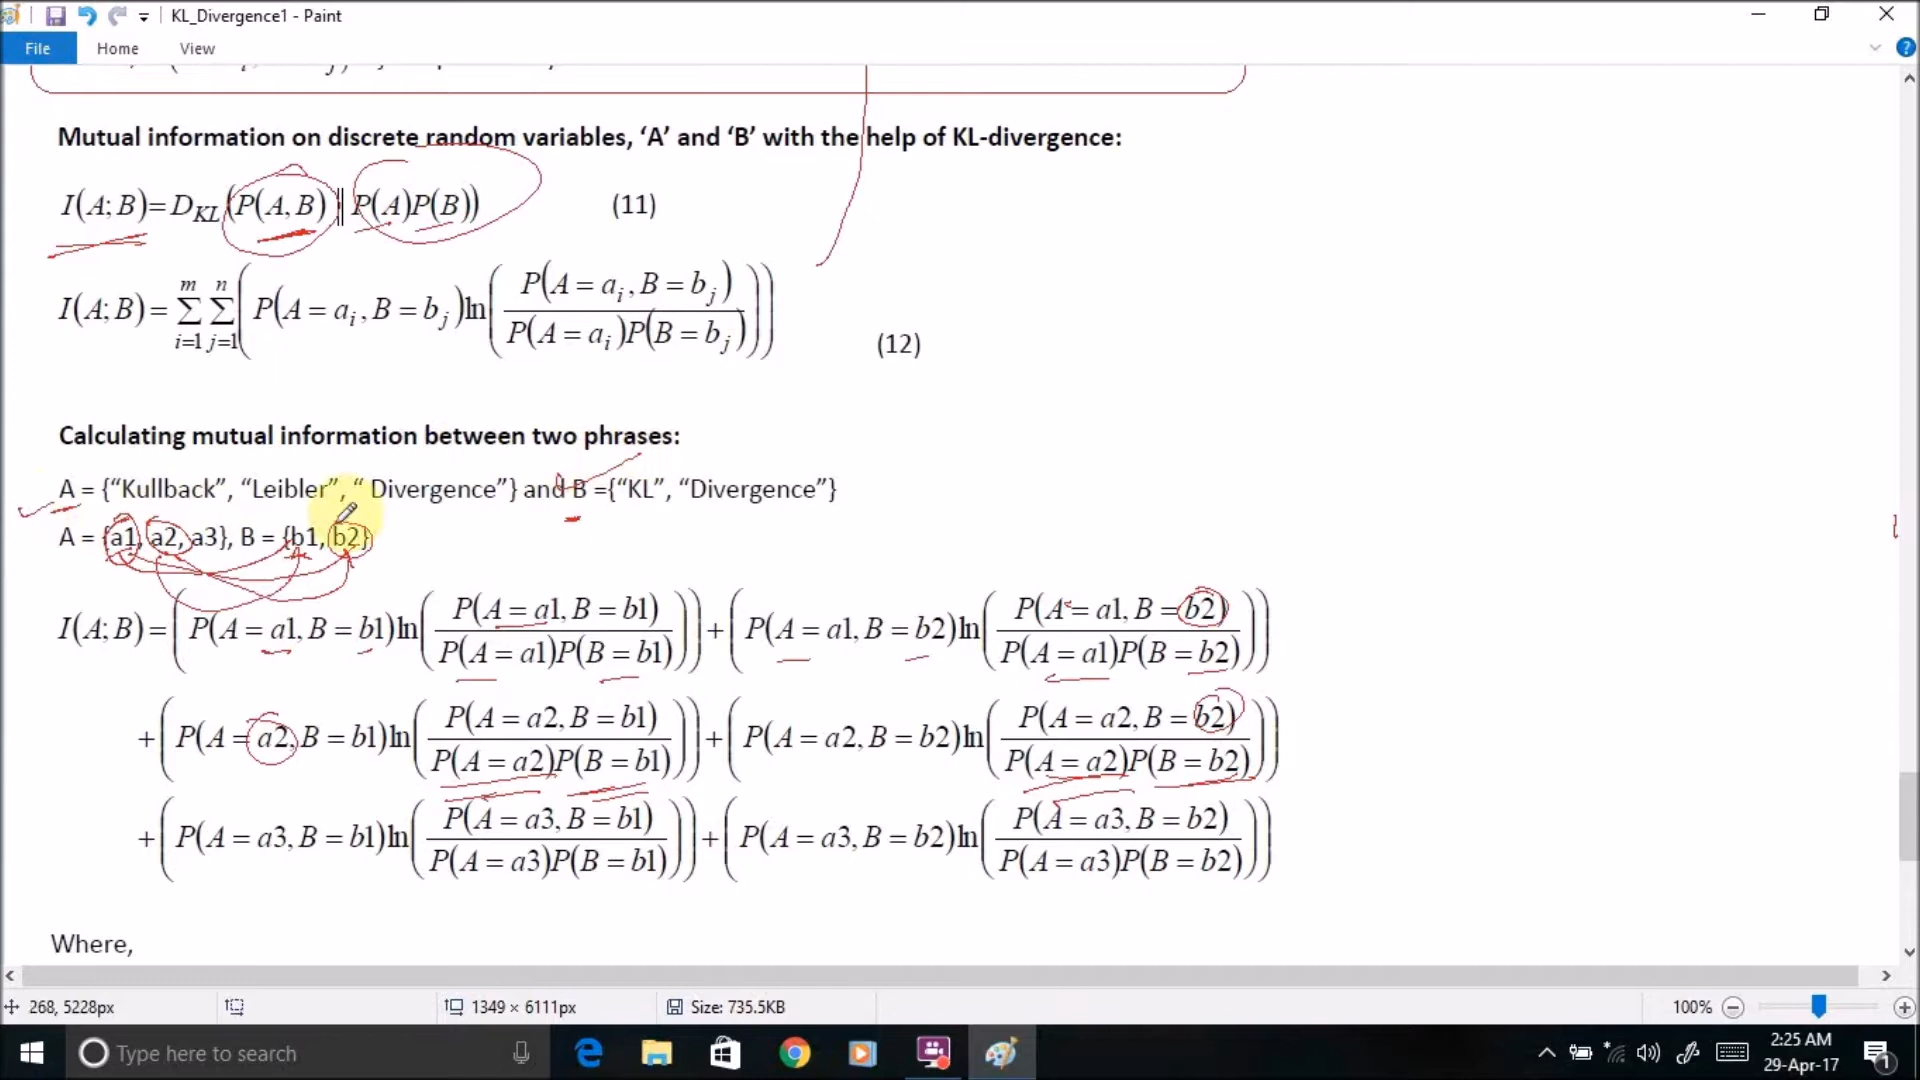 KL_Divergence1 - Paint
File Home View
Mutual information on discrete random variables, ‘A’ and ‘B’ with the help of KL-divergence:
I(A;B)=D_KL(P(A,B)||P(A)P(B)) (11)
I(A;B)= ∑_{i=1}^{m} ∑_{j=1}^{n} (P(A=a_i,B=b_j)ln(P(A=a_i,B=b_j)/(P(A=a_i)P(B=b_j)))) (12)
Calculating mutual information between two phrases:
A = {“Kullback”, “Leibler”, “ Divergence”} and B ={“KL”, “Divergence”}
A = {a1, a2, a3}, B = {b1, b2}
I(A;B)=(P(A=a1,B=b1)ln(P(A=a1,B=b1)/(P(A=a1)P(B=b1))))+(P(A=a1,B=b2)ln(P(A=a1,B=b2)/(P(A=a1)P(B=b2))))
+(P(A=a2,B=b1)ln(P(A=a2,B=b1)/(P(A=a2)P(B=b1))))+(P(A=a2,B=b2)ln(P(A=a2,B=b2)/(P(A=a2)P(B=b2))))
+(P(A=a3,B=b1)ln(P(A=a3,B=b1)/(P(A=a3)P(B=b1))))+(P(A=a3,B=b2)ln(P(A=a3,B=b2)/(P(A=a3)P(B=b2))))
Where,
268, 5228px 1349 × 6111px Size: 735.5KB 100%
Type here to search
2:25 AM
29-Apr-17
1